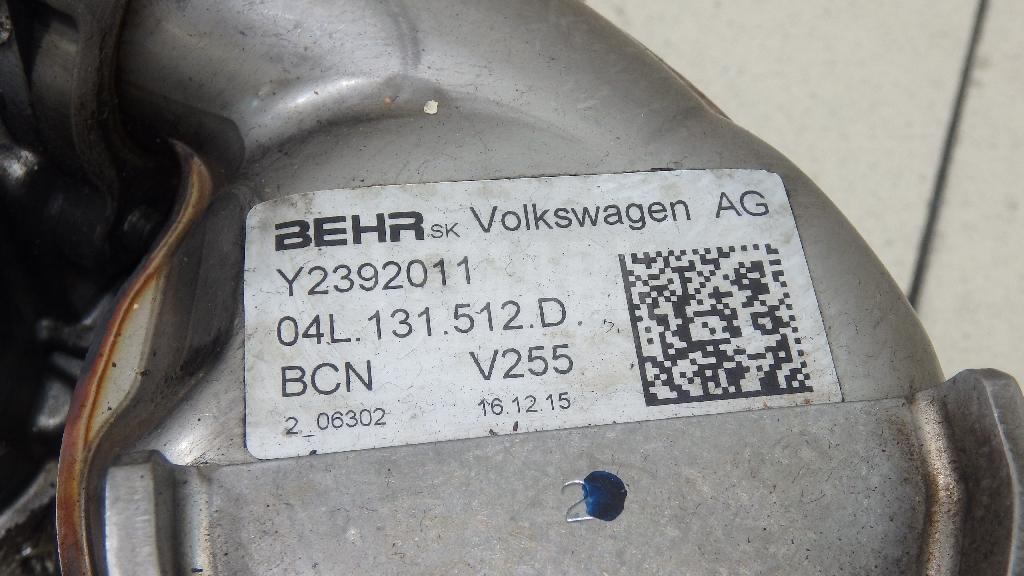 BEHR SK Volkswagen AG
Y2392011
04L.131.512.D.
BCN V255
2_06302 16.12.15